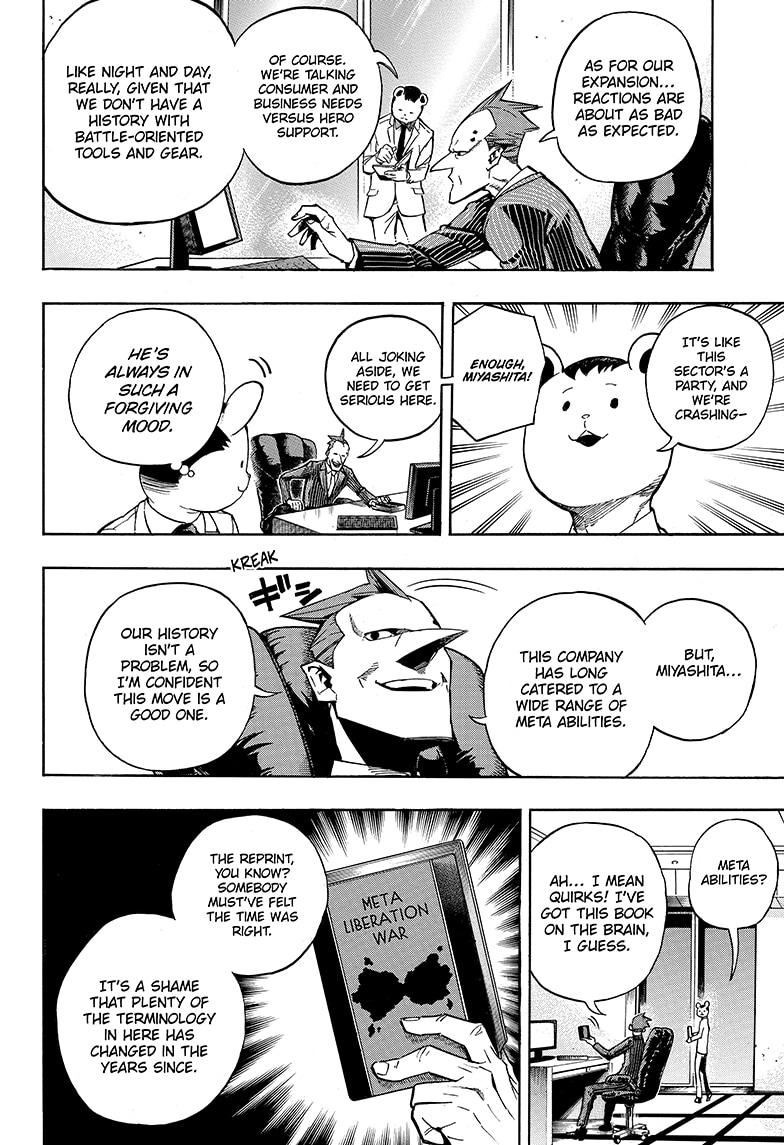 AS FOR OUR
EXPANSION...
REACTIONS ARE
ABOUT AS BAD
AS EXPECTED.
OF COURSE.
WE'RE TALKING
CONSUMER AND
BUSINESS NEEDS
VERSUS HERO
SUPPORT.
LIKE NIGHT AND DAY,
REALLY, GIVEN THAT
WE DON'T HAVE A
HISTORY WITH
BATTLE-ORIENTED
TOOLS AND GEAR.
IT'S LIKE
THIS
SECTOR'S A
PARTY, AND
WE'RE
CRASHING–
ENOUGH,
MIYASHITA!
ALL JOKING
ASIDE, WE
NEED TO GET
SERIOUS HERE.
HE'S
ALWAYS IN
SUCH A
FORGIVING
MOOD.
BUT,
MIYASHITA...
THIS COMPANY
HAS LONG
CATERED TO A
WIDE RANGE OF
META ABILITIES.
KREAK
ギシ
OUR HISTORY
ISN'T A
PROBLEM, SO
I'M CONFIDENT
THIS MOVE IS A
GOOD ONE.
META
ABILITIES?
AH... I MEAN
QUIRKS! I'VE
GOT THIS BOOK
ON THE BRAIN,
I GUESS.
THE REPRINT,
YOU KNOW?
SOMEBODY
MUST'VE FELT
THE TIME WAS
RIGHT.
META
LIBERATION
WAR
IT'S A SHAME
THAT PLENTY OF
THE TERMINOLOGY
IN HERE HAS
CHANGED IN THE
YEARS SINCE.